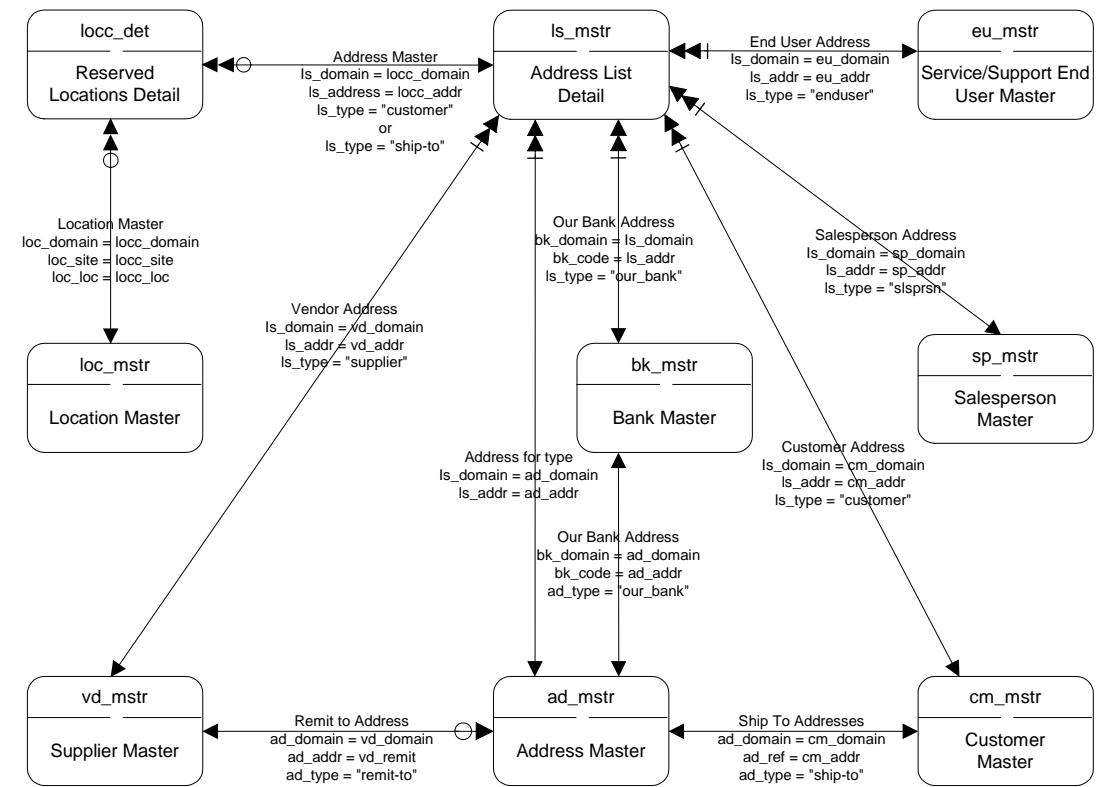 locc_det
Reserved
Locations Detail
Address Master
ls_domain = locc_domain
ls_address = locc_addr
ls_type = "customer"
or
ls_type = "ship-to"
ls_mstr
Address List
Detail
End User Address
ls_domain = eu_domain
ls_addr = eu_addr
ls_type = "enduser"
eu_mstr
Service/Support End
User Master
Location Master
loc_domain = locc_domain
loc_site = locc_site
loc_loc = locc_loc
Our Bank Address
bk_domain = ls_domain
bk_code = ls_addr
ls_type = "our_bank"
Salesperson Address
ls_domain = sp_domain
ls_addr = sp_addr
ls_type = "slsprsn"
Vendor Address
ls_domain = vd_domain
ls_addr = vd_addr
ls_type = "supplier"
loc_mstr
Location Master
bk_mstr
Bank Master
sp_mstr
Salesperson
Master
Address for type
ls_domain = ad_domain
ls_addr = ad_addr
Customer Address
ls_domain = cm_domain
ls_addr = cm_addr
ls_type = "customer"
Our Bank Address
bk_domain = ad_domain
bk_code = ad_addr
ad_type = "our_bank"
vd_mstr
Supplier Master
Remit to Address
ad_domain = vd_domain
ad_addr = vd_remit
ad_type = "remit-to"
ad_mstr
Address Master
Ship To Addresses
ad_domain = cm_domain
ad_ref = cm_addr
ad_type = "ship-to"
cm_mstr
Customer
Master